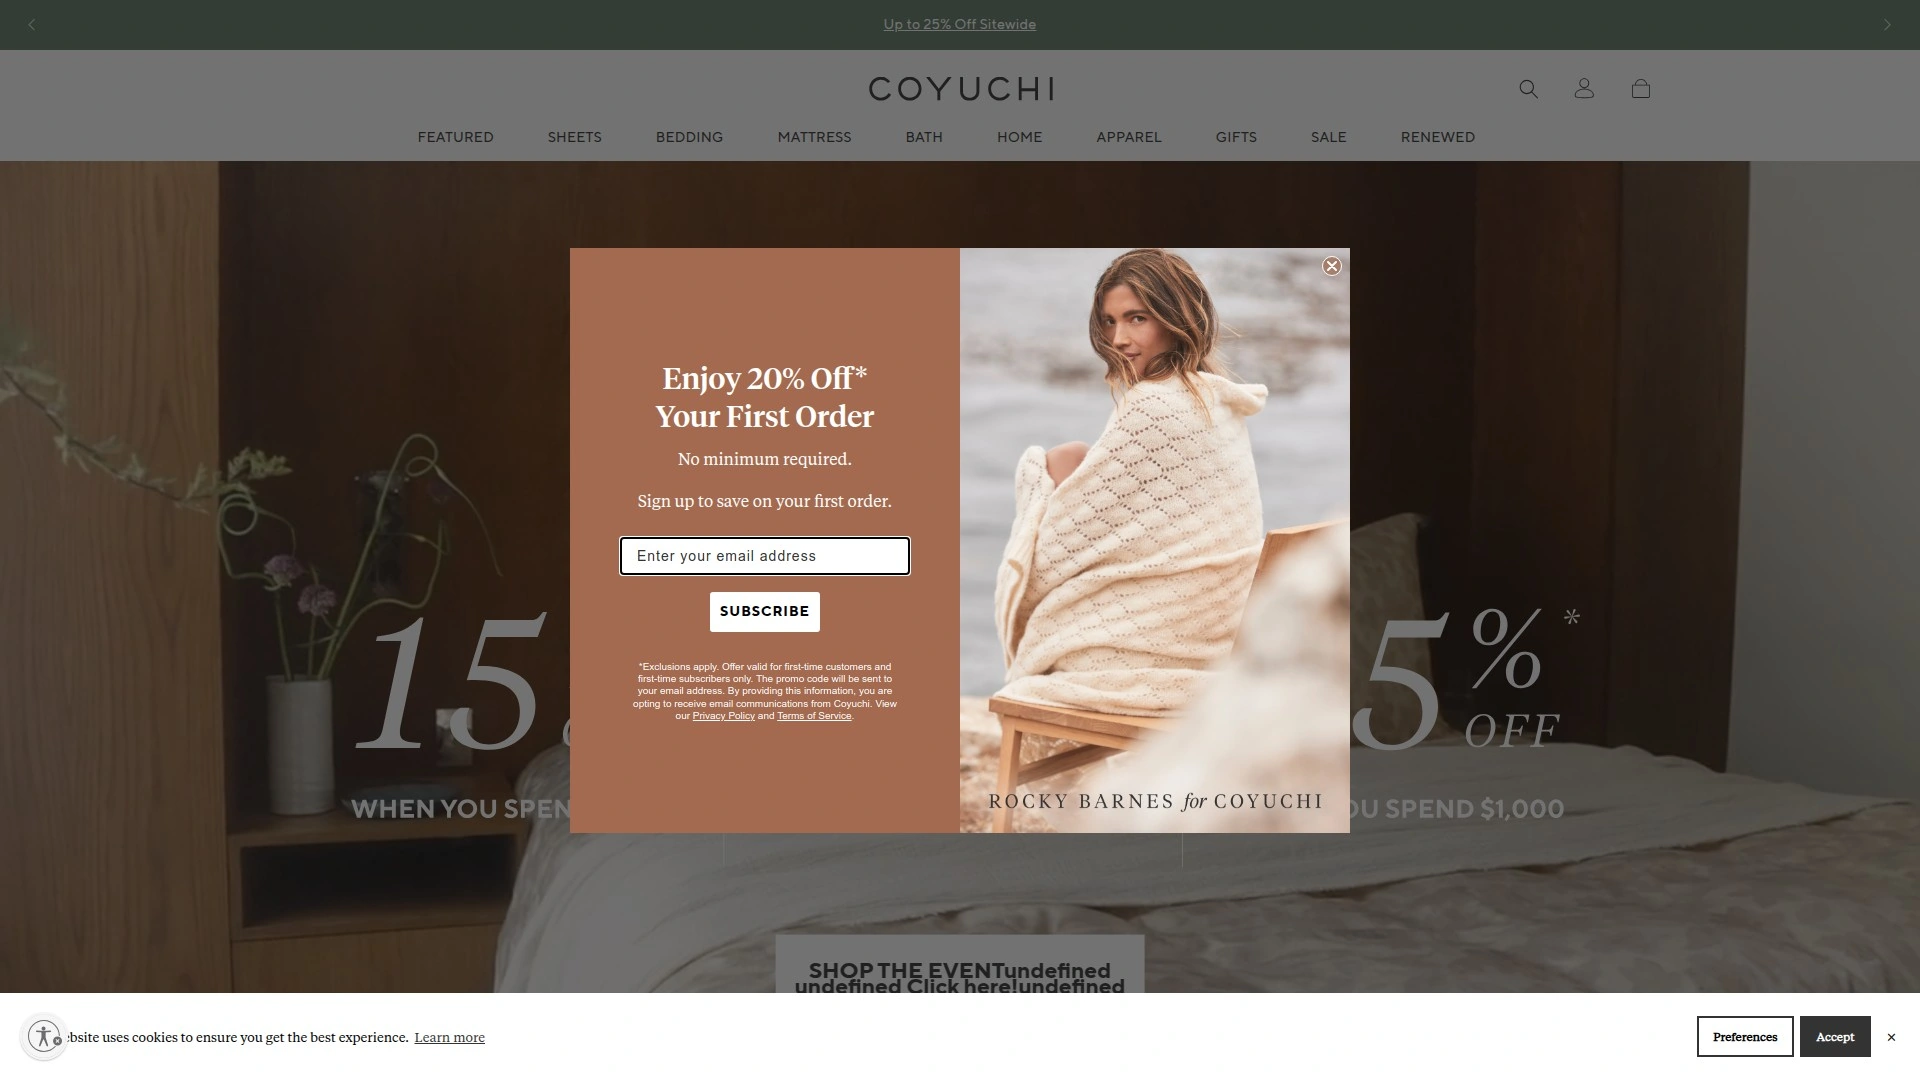 Up to 25% Off Sitewide
COYUCHI
FEATURED SHEETS BEDDING MATTRESS BATH HOME APPAREL GIFTS SALE RENEWED
Enjoy 20% Off*
Your First Order
No minimum required.
Sign up to save on your first order.
Enter your email address
SUBSCRIBE
*Exclusions apply. Offer valid for first-time customers and
first-time subscribers only. The promo code will be sent to
your email address. By providing this information, you are
opting to receive email communications from Coyuchi. View
our Privacy Policy and Terms of Service.
ROCKY BARNES for COYUCHI
15
WHEN YOU SPEN
5%*
OFF
OU SPEND $1,000
SHOP THE EVENTundefined
undefined Click here!undefined
bsite uses cookies to ensure you get the best experience. Learn more
Preferences
Accept